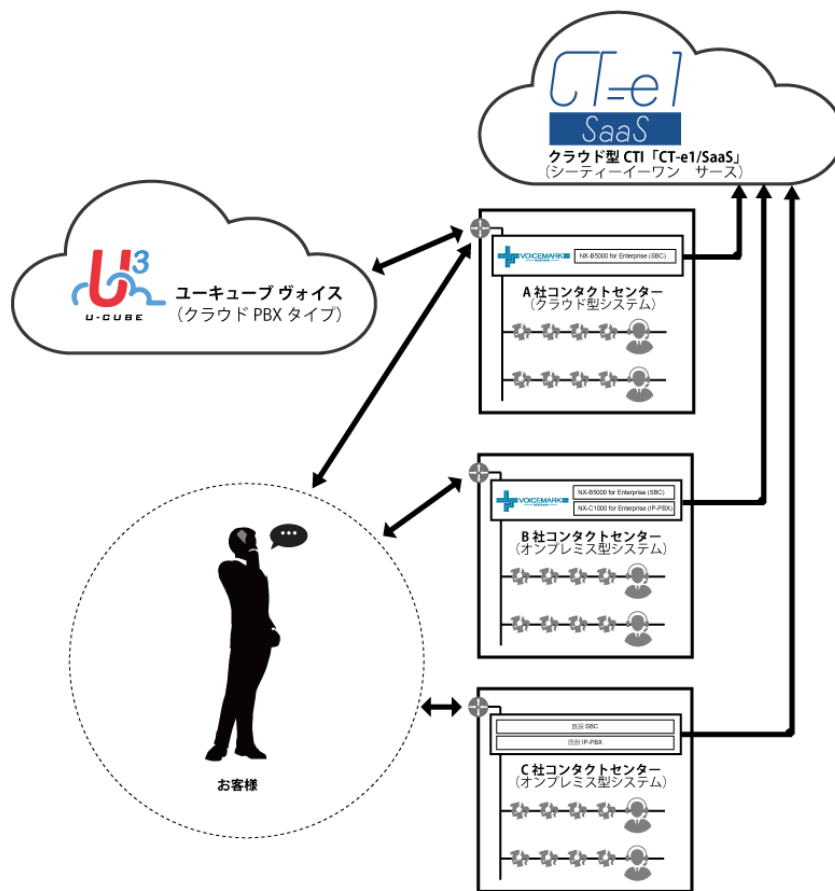 CT=e1
SaaS
クラウド型 CTI「CT-e1/SaaS」
（シーティーイーワン　サース）
U3
U-CUBE
ユーキューブ ヴォイス
（クラウド PBX タイプ）
VOICEMARK
NX-B5000 for Enterprise (SBC)
A 社コンタクトセンター
（クラウド型システム）
VOICEMARK
NX-B5000 for Enterprise (SBC)
NX-C1000 for Enterprise (IP-PBX)
B 社コンタクトセンター
（オンプレミス型システム）
お客様
既設 SBC
既設 IP-PBX
C 社コンタクトセンター
（オンプレミス型システム）